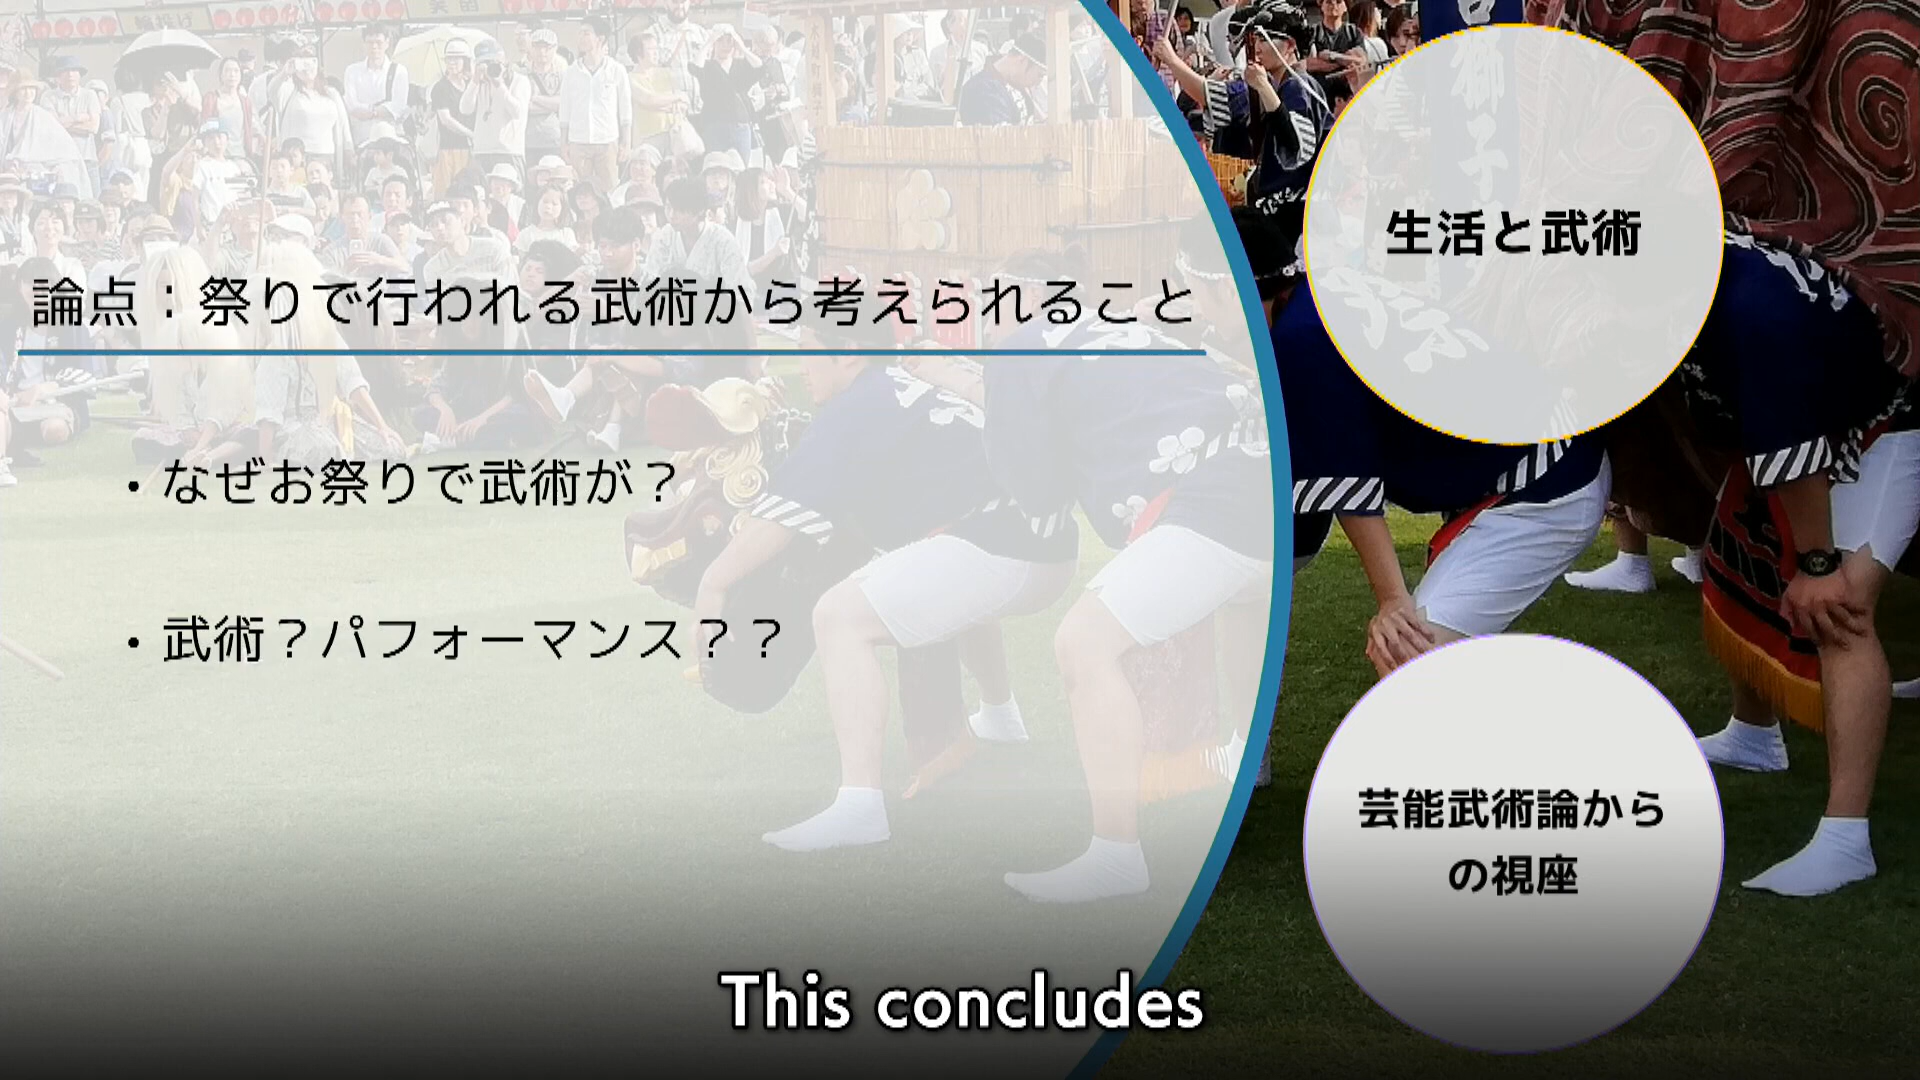 論点：祭りで行われる武術から考えられること
・なぜお祭りで武術が？
・武術？パフォーマンス？？
生活と武術
芸能武術論から
の視座
This concludes